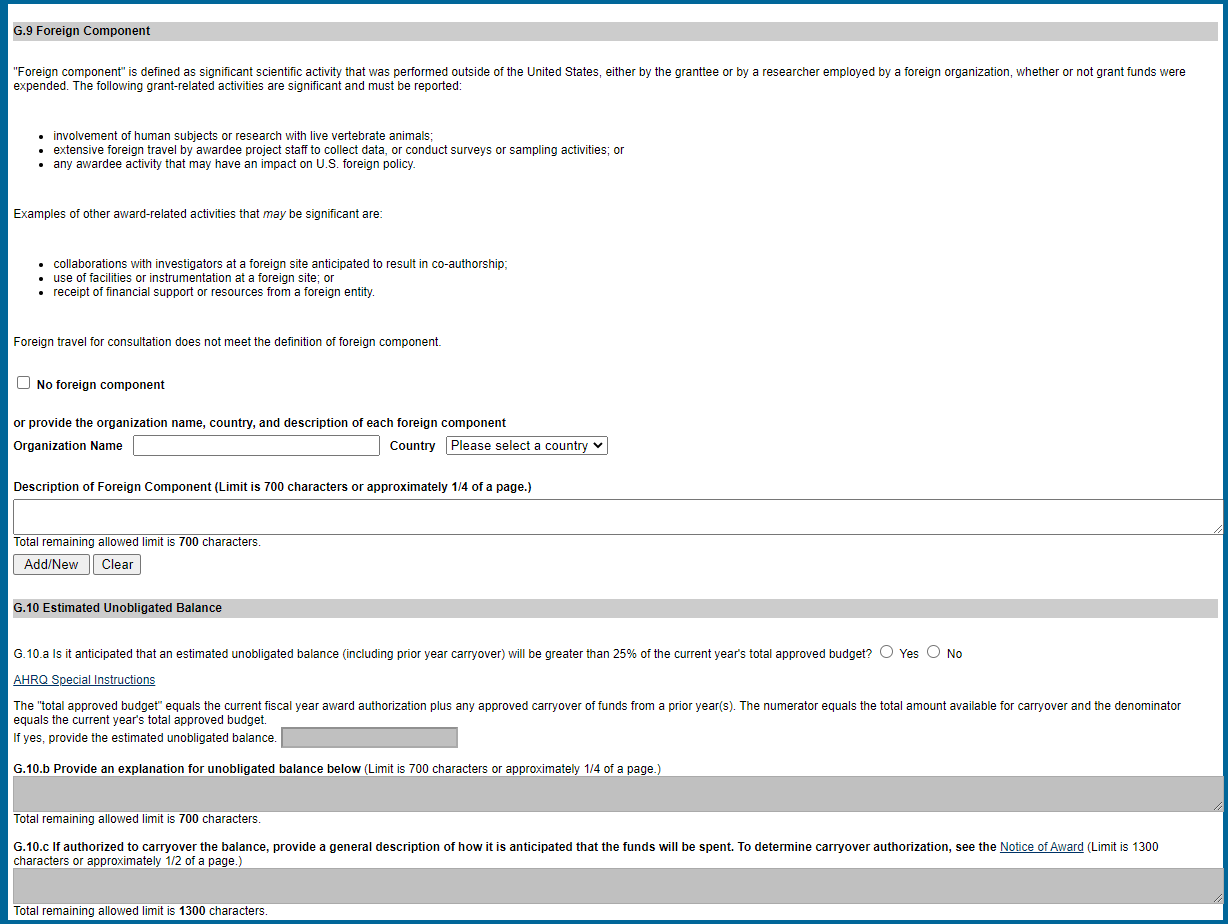 G.9 Foreign Component
"Foreign component" is defined as significant scientific activity that was performed outside of the United States, either by the granttee or by a researcher employed by a foreign organization, whether or not grant funds were
expended. The following grant-related activities are significant and must be reported:
involvement of human subjects or research with live vertebrate animals;
extensive foreign travel by awardee project staff to collect data, or conduct surveys or sampling activities; or
any awardee activity that may have an impact on U.S. foreign policy.
Examples of other award-related activities that may be significant are:
collaborations with investigators at a foreign site anticipated to result in co-authorship;
use of facilities or instrumentation at a foreign site; or
receipt of financial support or resources from a foreign entity.
Foreign travel for consultation does not meet the definition of foreign component.
No foreign component
or provide the organization name, country, and description of each foreign component
Organization Name Country Please select a country
Description of Foreign Component (Limit is 700 characters or approximately 1/4 of a page.)
Total remaining allowed limit is 700 characters.
Add/New Clear
G.10 Estimated Unobligated Balance
G.10.a Is it anticipated that an estimated unobligated balance (including prior year carryover) will be greater than 25% of the current year's total approved budget? Yes No
AHRQ Special Instructions
The "total approved budget" equals the current fiscal year award authorization plus any approved carryover of funds from a prior year(s). The numerator equals the total amount available for carryover and the denominator
equals the current year's total approved budget.
If yes, provide the estimated unobligated balance.
G.10.b Provide an explanation for unobligated balance below (Limit is 700 characters or approximately 1/4 of a page.)
Total remaining allowed limit is 700 characters.
G.10.c If authorized to carryover the balance, provide a general description of how it is anticipated that the funds will be spent. To determine carryover authorization, see the Notice of Award (Limit is 1300
characters or approximately 1/2 of a page.)
Total remaining allowed limit is 1300 characters.